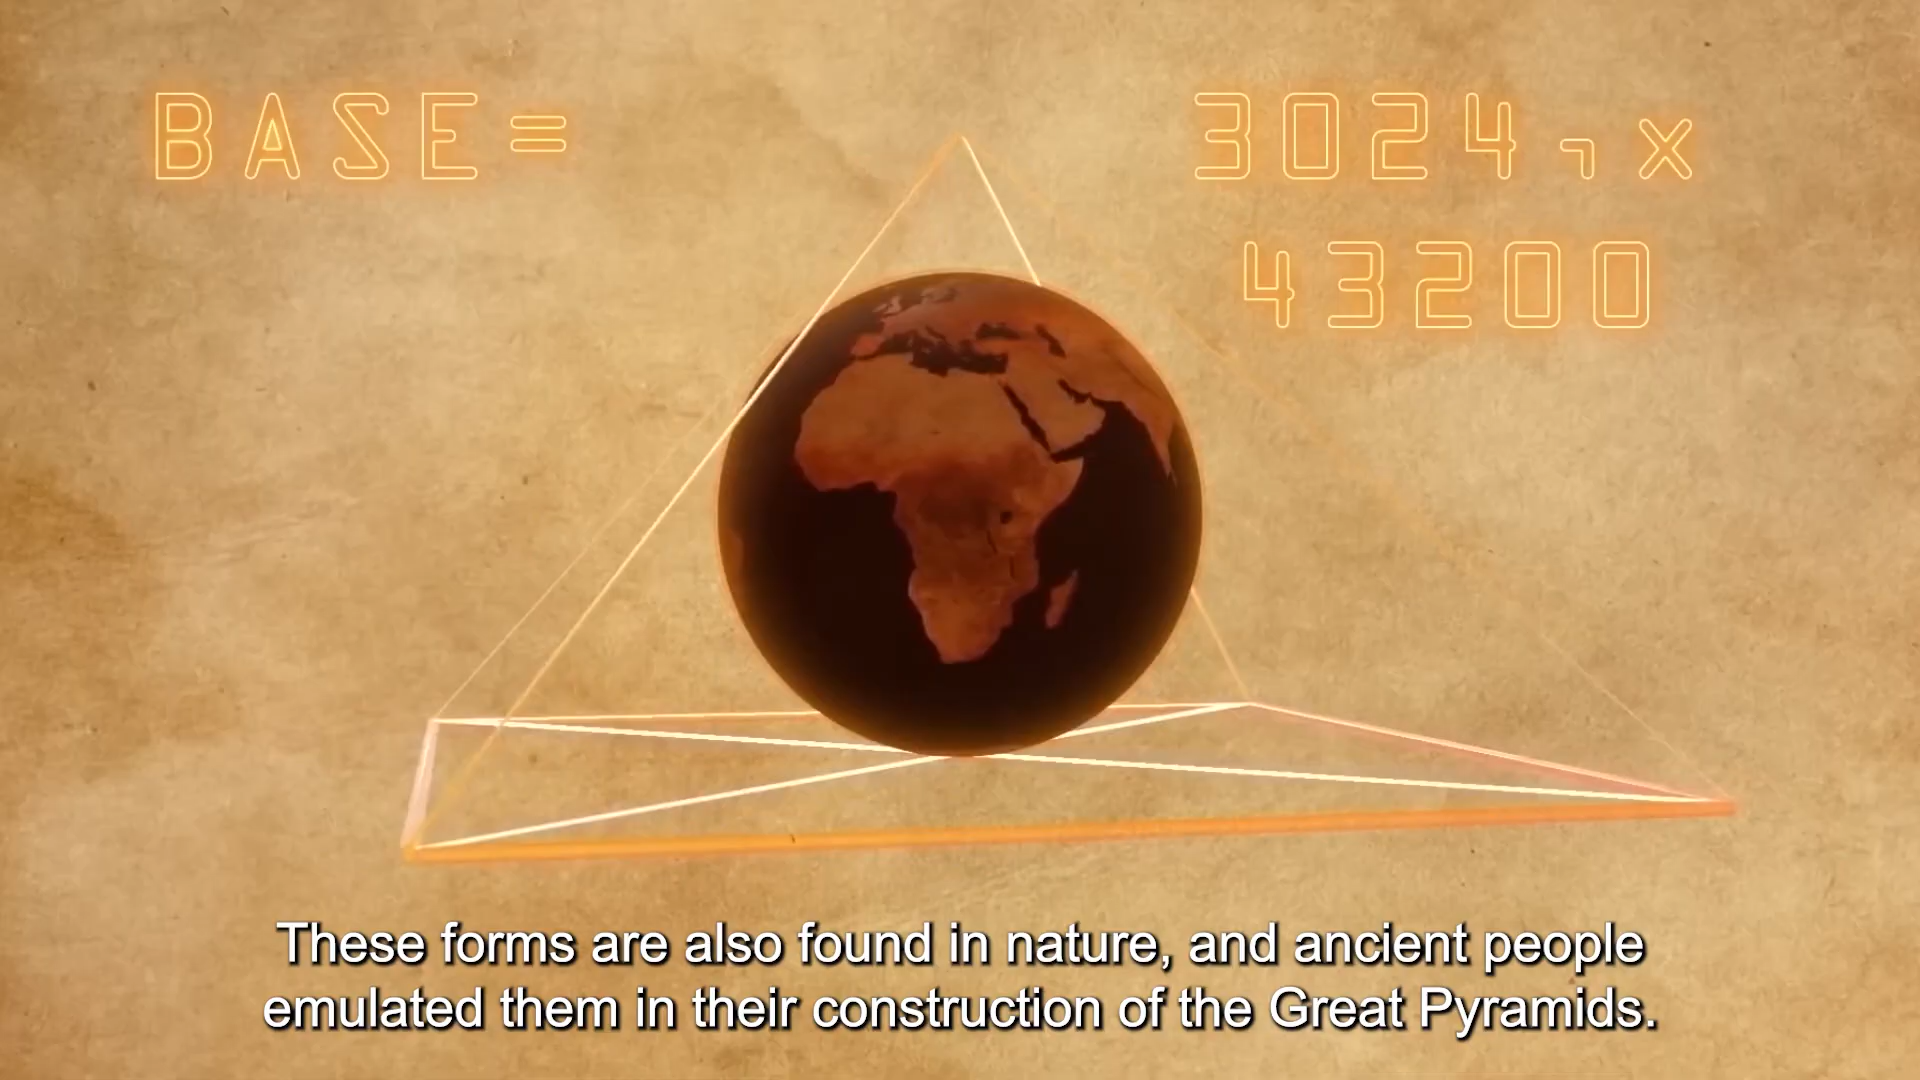 BASE=
3024, x
43200
These forms are also found in nature, and ancient people
emulated them in their construction of the Great Pyramids.